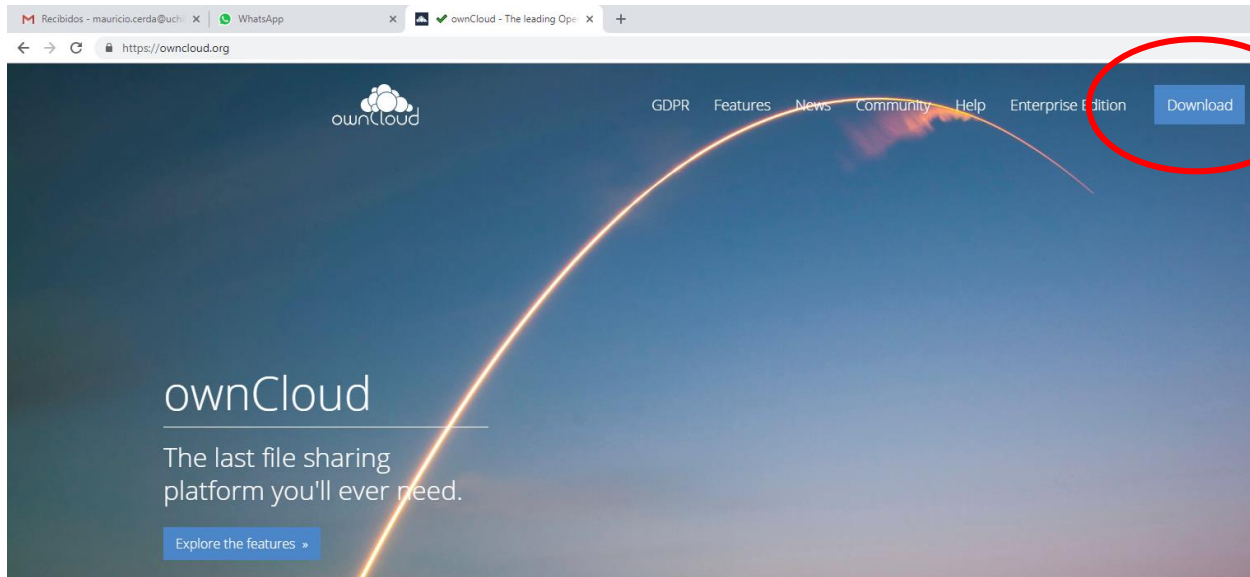 Recibidos - mauricio.cerda@uch
WhatsApp
ownCloud - The leading Ope
https://owncloud.org
ownCloud
GDPR Features News Community Help Enterprise Edition Download
ownCloud
The last file sharing
platform you'll ever need.
Explore the features »